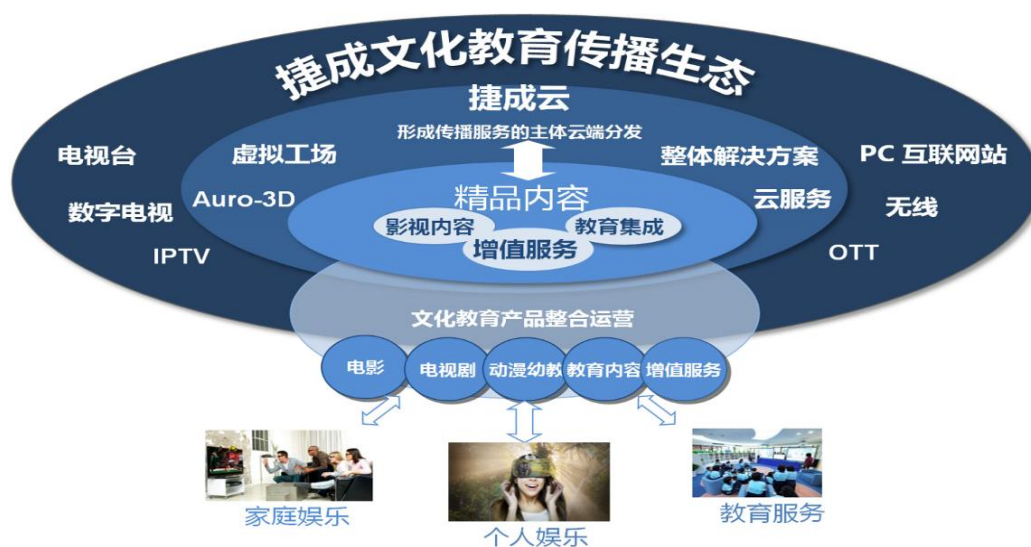 捷成文化教育传播生态
捷成云
形成传播服务的主体云端分发
电视台
虚拟工场
整体解决方案
PC 互联网站
数字电视
Auro-3D
精品内容
云服务
无线
影视内容
教育集成
增值服务
IPTV
OTT
文化教育产品整合运营
电影
电视剧
动漫幼教
教育内容
增值服务
家庭娱乐
个人娱乐
教育服务